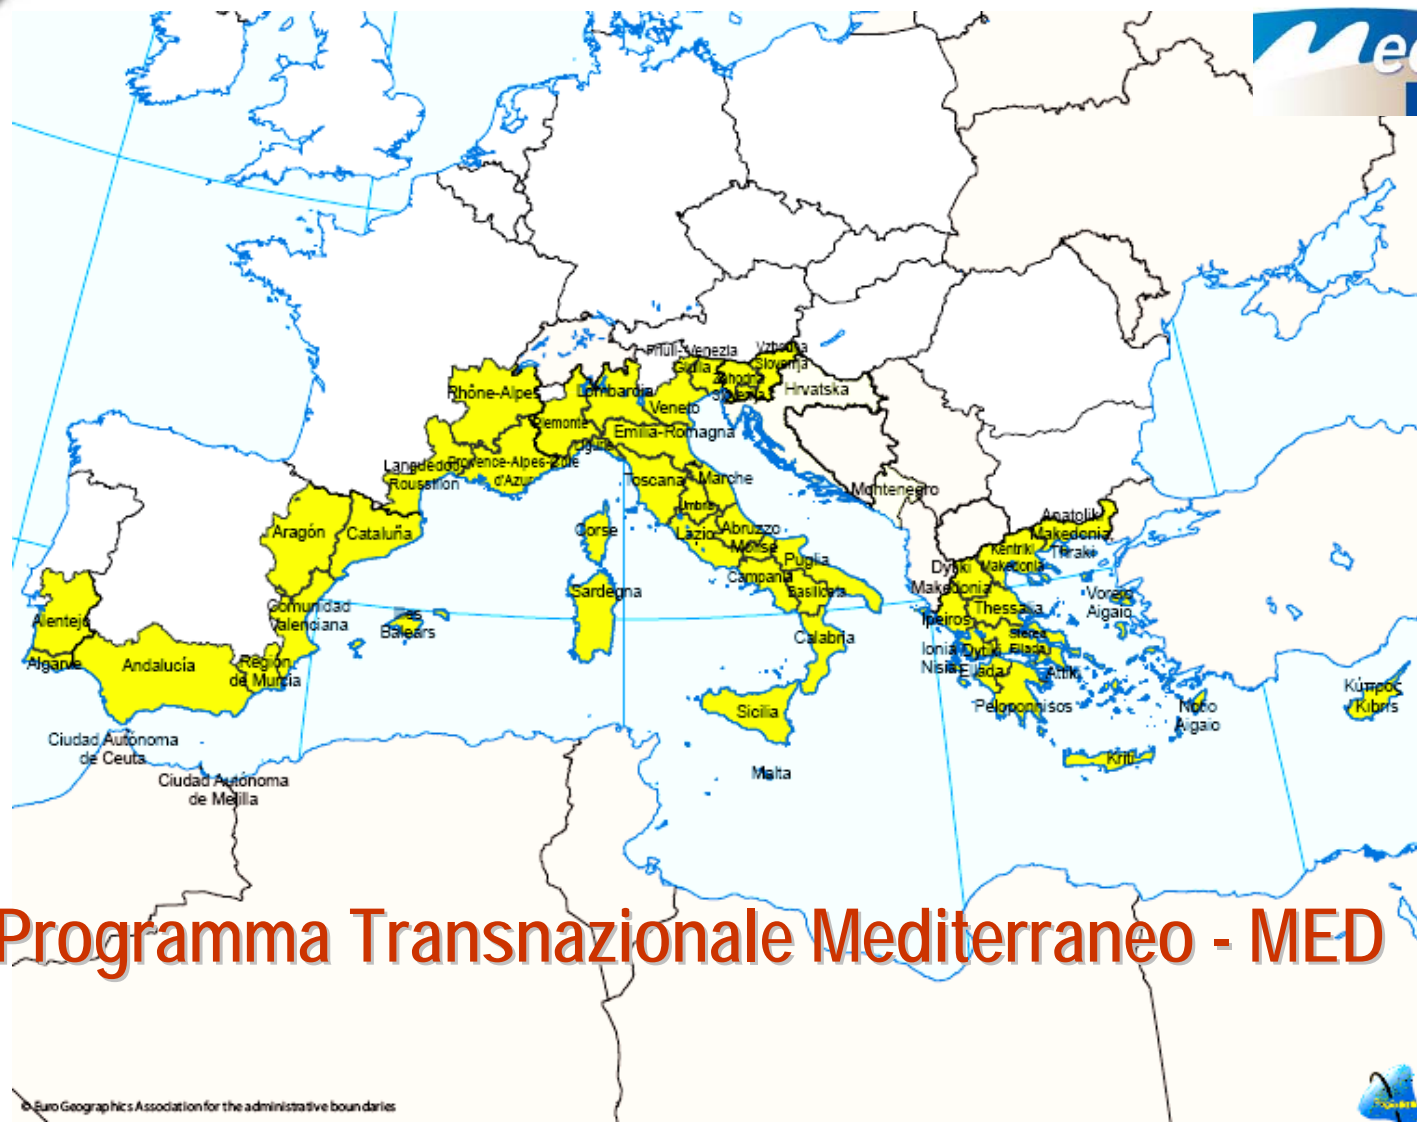 Me
Friuli-Venezia
Giulia
Vzhodna
Slovenija
Zahodna
Slovenija
Hrvatska
Rhône-Alpes
Lombardia
Veneto
Piemonte
Emilia-Romagna
Liguria
Languedoc-
Roussillon
Provence-Alpes-Côte
d'Azur
Toscana
Marche
Umbria
Montenegro
Aragón
Cataluña
Corse
Lazio
Abruzzo
Molise
Puglia
Campania
Basilicata
Anatoliki
Makedonia,
Thraki
Kentriki
Makedonia
Dytiki
Makedonia
Sardegna
Comunidad
Valenciana
Balears
Alentejo
Algarve
Andalucía
Región
de Murcia
Calabria
Thessalia
Voreio
Aigaio
Ipeiros
Ionia
Nisia
Dytiki
Ellada
Sterea
Ellada
Attiki
Peloponnisos
Notio
Aigaio
Κύπρος
Kıbrıs
Sicilia
Kriti
Malta
Ciudad Autónoma
de Ceuta
Ciudad Autónoma
de Melilla
Programma Transnazionale Mediterraneo - MED
© EuroGeographics Association for the administrative boundaries